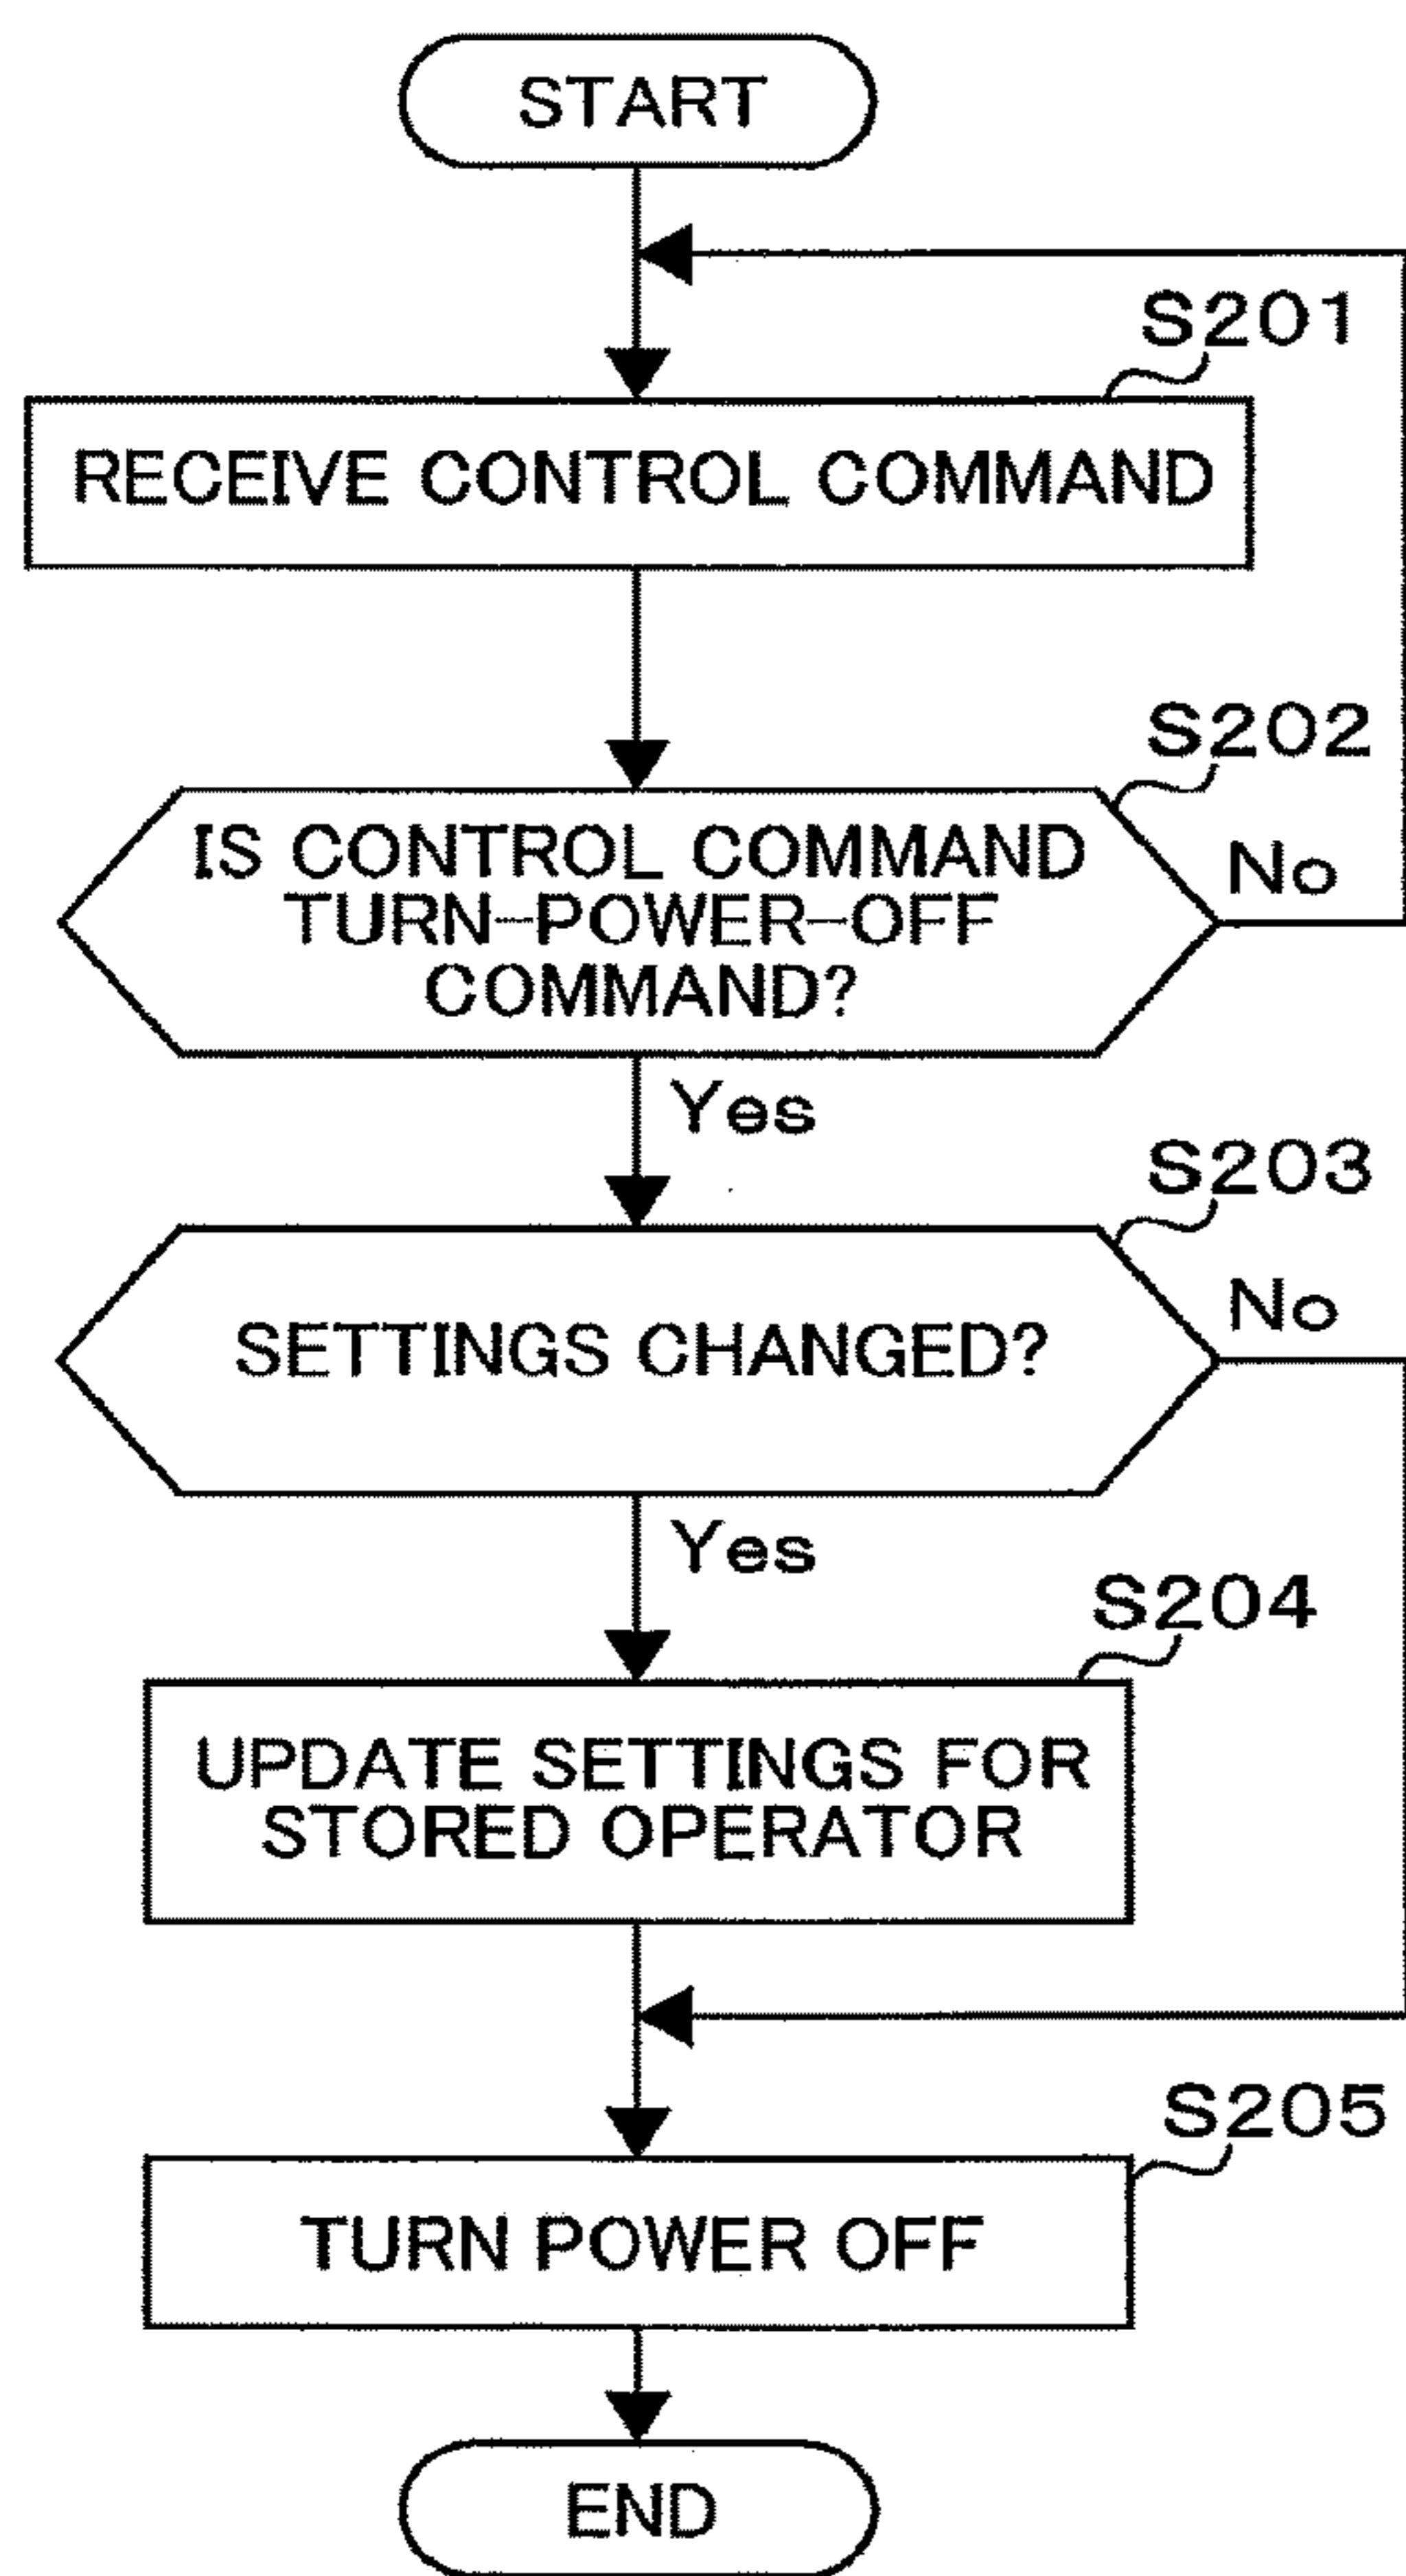 START
S201
RECEIVE CONTROL COMMAND
S202
IS CONTROL COMMAND
TURN-POWER-OFF
COMMAND?
No
Yes
S203
SETTINGS CHANGED?
No
Yes
S204
UPDATE SETTINGS FOR
STORED OPERATOR
S205
TURN POWER OFF
END